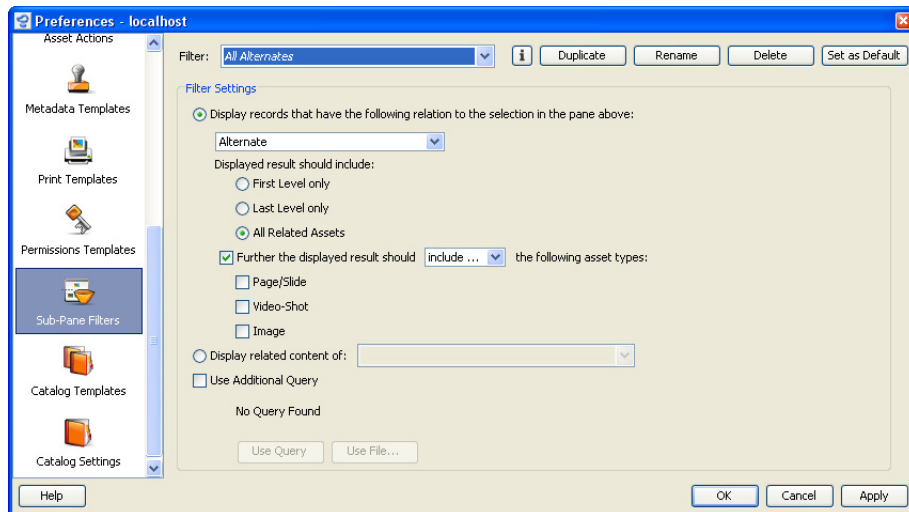 Preferences - localhost
Asset Actions
Metadata Templates
Print Templates
Permissions Templates
Sub-Pane Filters
Catalog Templates
Catalog Settings
Filter: All Alternates i Duplicate Rename Delete Set as Default
Filter Settings
Display records that have the following relation to the selection in the pane above:
Alternate
Displayed result should include:
First Level only
Last Level only
All Related Assets
Further the displayed result should include ... the following asset types:
Page/Slide
Video-Shot
Image
Display related content of:
Use Additional Query
No Query Found
Use Query Use File...
Help OK Cancel Apply